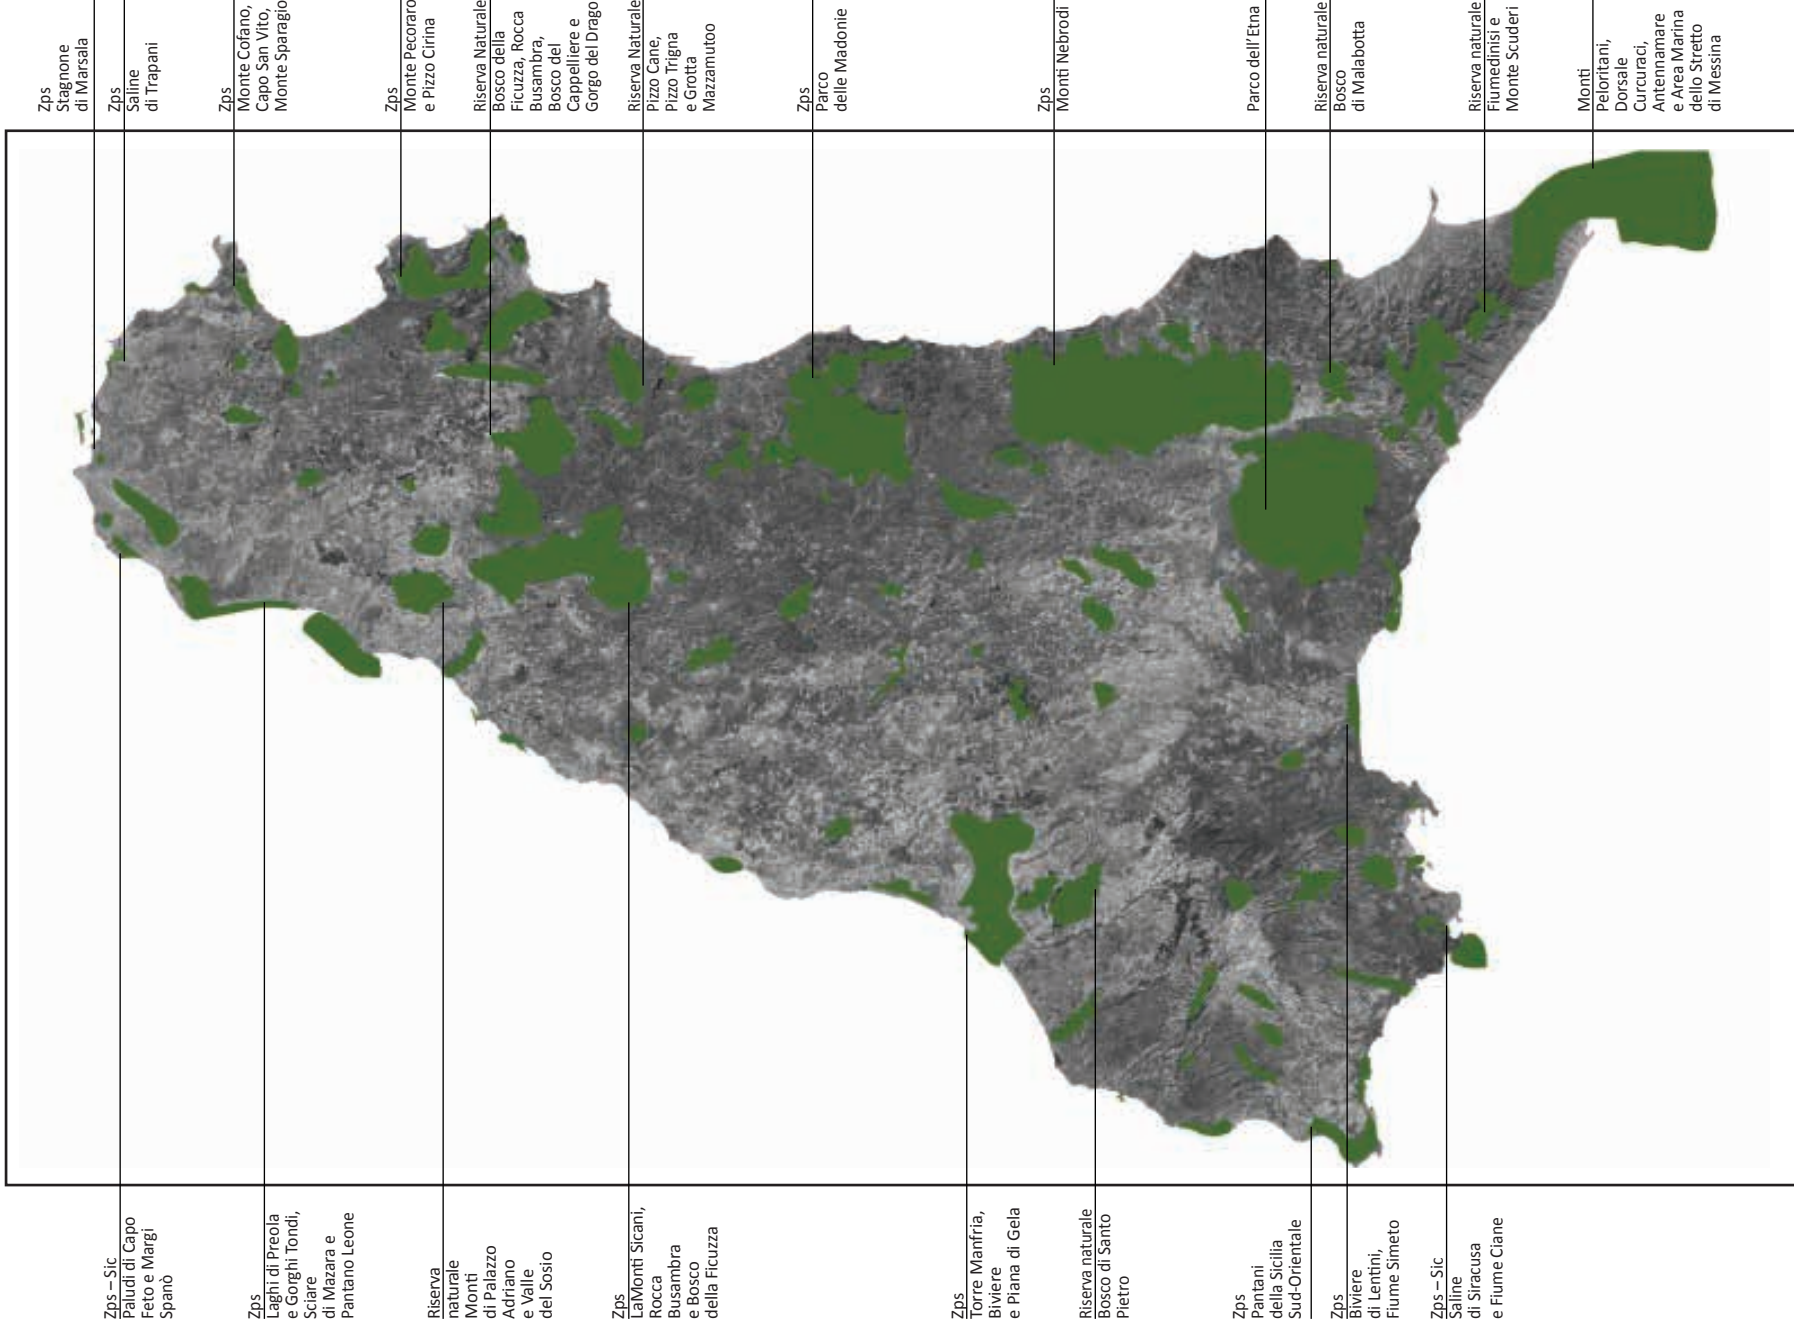 Zps
Stagnone
di Marsala
Zps
Saline
di Trapani
Zps
Monte Cofano,
Capo San Vito,
Monte Sparagio
Zps
Monte Pecoraro
e Pizzo Cirina
Riserva Naturale
Bosco della
Ficuzza, Rocca
Busambra,
Bosco del
Cappelliere e
Gorgo del Drago
Riserva Naturale
Pizzo Cane,
Pizzo Trigna
e Grotta
Mazzamutoo
Zps
Parco
delle Madonie
Zps
Monti Nebrodi
Parco dell'Etna
Riserva naturale
Bosco
di Malabotta
Riserva naturale
Fiumedinisi e
Monte Scuderi
Monti
Peloritani,
Dorsale
Curcuraci,
Antennamare
e Area Marina
dello Stretto
di Messina
Zps – Sic
Paludi di Capo
Feto e Margi
Spanò
Zps
Laghi di Preola
e Gorghi Tondi,
Sciare
di Mazara e
Pantano Leone
Riserva
naturale
Monti
di Palazzo
Adriano
e Valle
del Sosio
Zps
LaMonti Sicani,
Rocca
Busambra
e Bosco
della Ficuzza
Zps
Torre Manfria,
Biviere
e Piana di Gela
Riserva naturale
Bosco di Santo
Pietro
Zps
Pantani
della Sicilia
Sud-Orientale
Zps
Biviere
di Lentini,
Fiume Simeto
Zps – Sic
Saline
di Siracusa
e Fiume Ciane